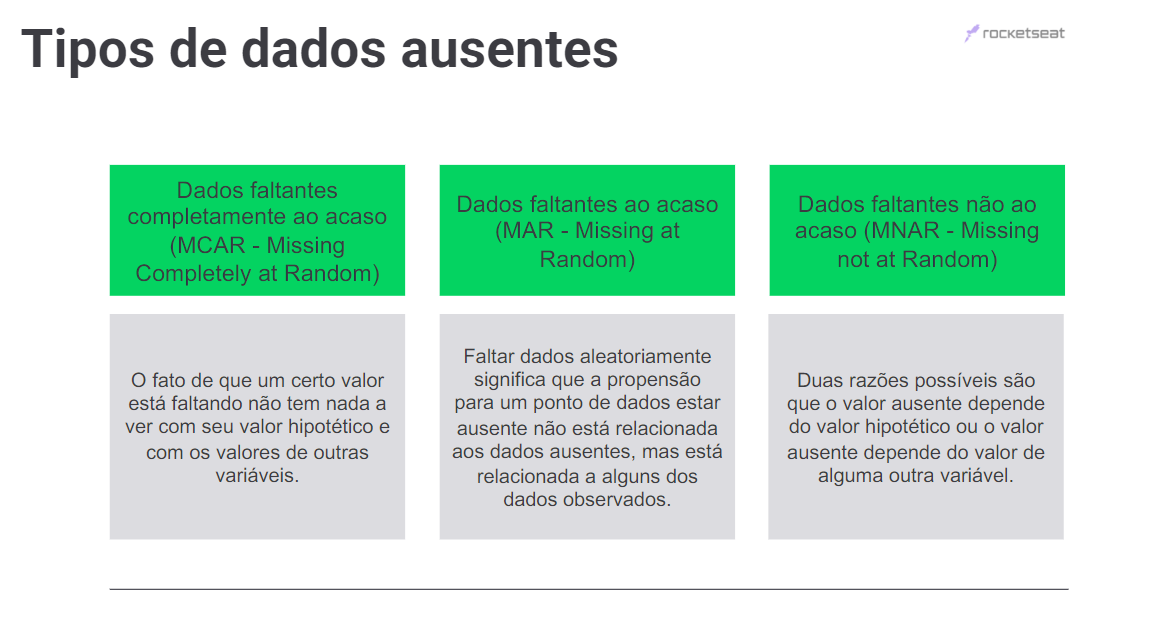 Tipos de dados ausentes
rocketseat
Dados faltantes
completamente ao acaso
(MCAR - Missing
Completely at Random)
Dados faltantes ao acaso
(MAR - Missing at
Random)
Dados faltantes não ao
acaso (MNAR - Missing
not at Random)
O fato de que um certo valor
está faltando não tem nada a
ver com seu valor hipotético e
com os valores de outras
variáveis.
Faltar dados aleatoriamente
significa que a propensão
para um ponto de dados estar
ausente não está relacionada
aos dados ausentes, mas está
relacionada a alguns dos
dados observados.
Duas razões possíveis são
que o valor ausente depende
do valor hipotético ou o valor
ausente depende do valor de
alguma outra variável.